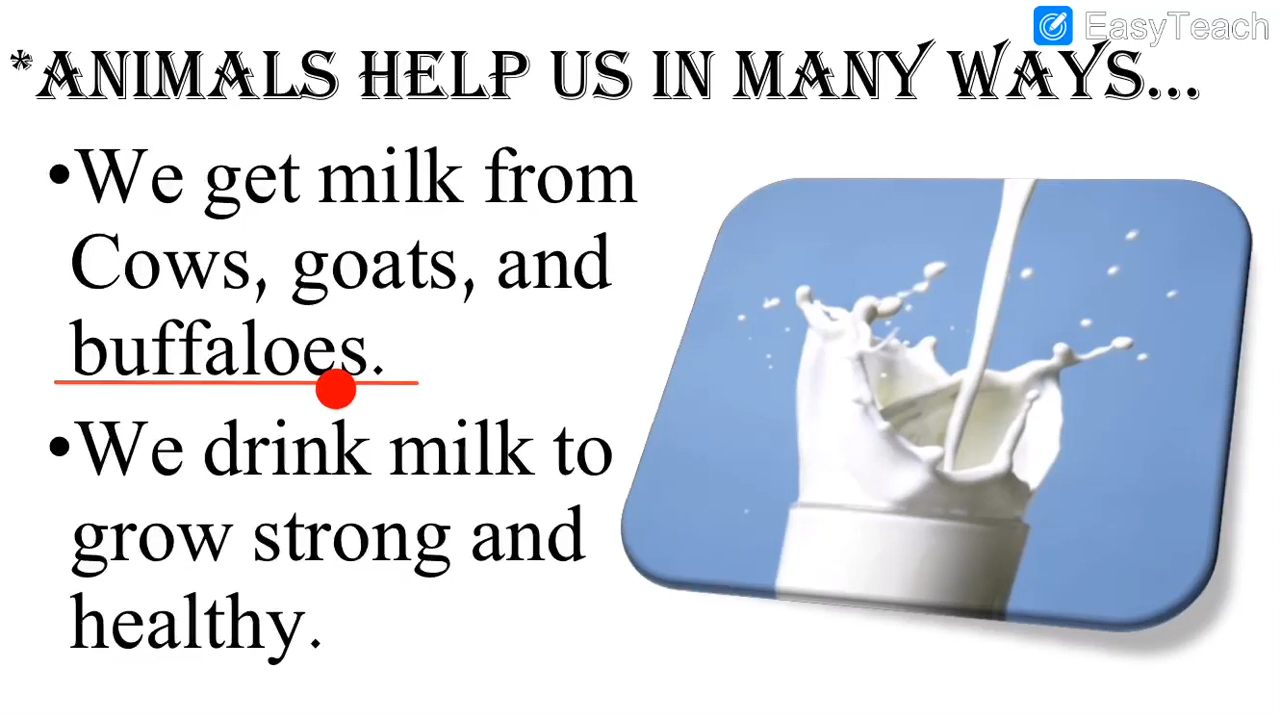 EasyTeach
*ANIMALS HELP US IN MANY WAYS...
•We get milk from
Cows, goats, and
buffaloes.
•We drink milk to
grow strong and
healthy.